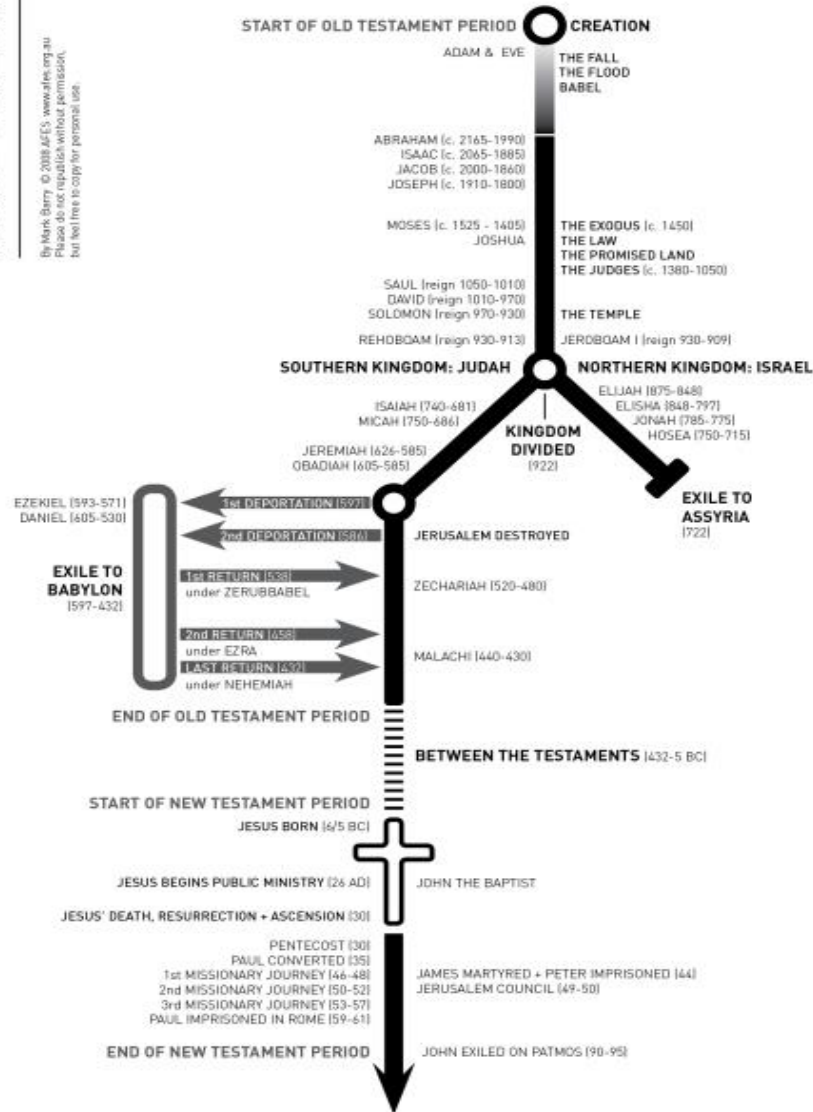 By Mark Barry © 2008 AFES www.afes.org.au
Please do not republish without permission,
but feel free to copy for personal use.
START OF OLD TESTAMENT PERIOD
CREATION
ADAM & EVE
THE FALL
THE FLOOD
BABEL
ABRAHAM (c. 2165-1990)
ISAAC (c. 2065-1885)
JACOB (c. 2000-1860)
JOSEPH (c. 1910-1800)
MOSES (c. 1525 - 1405)
JOSHUA
THE EXODUS (c. 1450)
THE LAW
THE PROMISED LAND
THE JUDGES (c. 1380-1050)
SAUL (reign 1050-1010)
DAVID (reign 1010-970)
SOLOMON (reign 970-930)
THE TEMPLE
REHOBOAM (reign 930-913)
JEROBOAM I (reign 930-909)
SOUTHERN KINGDOM: JUDAH
NORTHERN KINGDOM: ISRAEL
ISAIAH (740-681)
MICAH (750-686)
JEREMIAH (626-585)
OBADIAH (605-585)
KINGDOM
DIVIDED
(922)
ELIJAH (875-848)
ELISHA (848-797)
JONAH (785-775)
HOSEA (750-715)
EXILE TO
ASSYRIA
(722)
EZEKIEL (593-571)
DANIEL (605-530)
1st DEPORTATION (597)
2nd DEPORTATION (586)
JERUSALEM DESTROYED
EXILE TO
BABYLON
(597-432)
1st RETURN (538)
under ZERUBBABEL
ZECHARIAH (520-480)
2nd RETURN (458)
under EZRA
LAST RETURN (432)
under NEHEMIAH
MALACHI (440-430)
END OF OLD TESTAMENT PERIOD
BETWEEN THE TESTAMENTS (432-5 BC)
START OF NEW TESTAMENT PERIOD
JESUS BORN (6/5 BC)
JESUS BEGINS PUBLIC MINISTRY (26 AD)
JOHN THE BAPTIST
JESUS' DEATH, RESURRECTION + ASCENSION (30)
PENTECOST (30)
PAUL CONVERTED (35)
1st MISSIONARY JOURNEY (46-48)
2nd MISSIONARY JOURNEY (50-52)
3rd MISSIONARY JOURNEY (53-57)
PAUL IMPRISONED IN ROME (59-61)
JAMES MARTYRED + PETER IMPRISONED (44)
JERUSALEM COUNCIL (49-50)
END OF NEW TESTAMENT PERIOD
JOHN EXILED ON PATMOS (90-95)